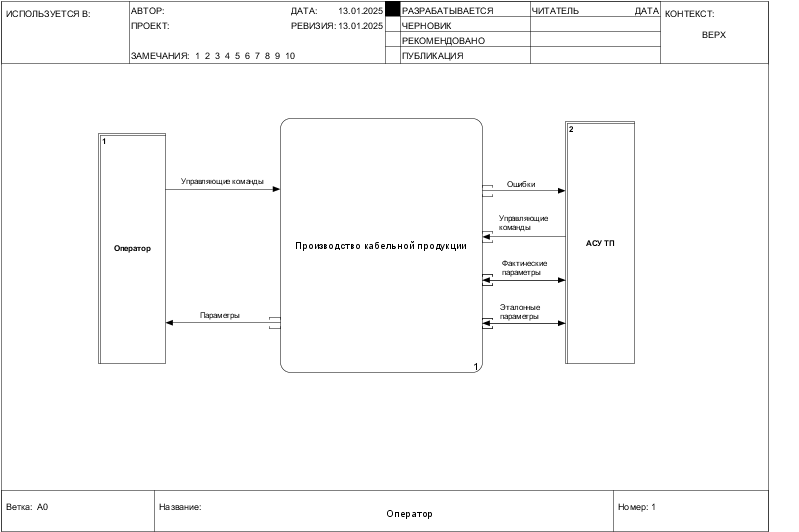 ИСПОЛЬЗУЕТСЯ В:
АВТОР:
ДАТА: 13.01.2025
РАЗРАБАТЫВАЕТСЯ
ЧИТАТЕЛЬ
ДАТА
КОНТЕКСТ:
ПРОЕКТ:
РЕВИЗИЯ: 13.01.2025
ЧЕРНОВИК
РЕКОМЕНДОВАНО
ВЕРХ
ЗАМЕЧАНИЯ: 1 2 3 4 5 6 7 8 9 10
ПУБЛИКАЦИЯ
1
Оператор
Управляющие команды
Параметры
Производство кабельной продукции
1
Ошибки
Управляющие
команды
Фактические
параметры
Эталонные
параметры
2
АСУ ТП
Ветка: A0
Название:
Оператор
Номер: 1